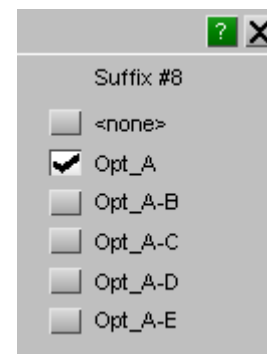 ?
Suffix #8
<none>
Opt_A
Opt_A-B
Opt_A-C
Opt_A-D
Opt_A-E